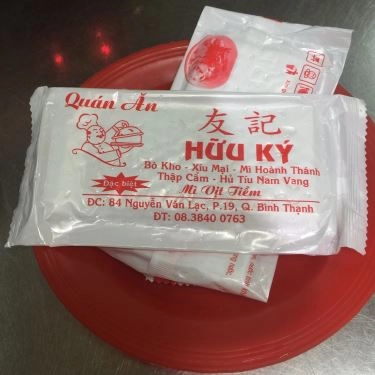 Quán Ăn
友記
HỮU KÝ
Bò Kho - Xíu Mại - Mì Hoành Thánh
Thập Cẩm - Hủ Tíu Nam Vang
Đặc biệt
Mì Vịt Tiềm
ĐC: 84 Nguyễn Văn Lạc, P.19, Q. Bình Thạnh
ĐT: 08.3840 0763